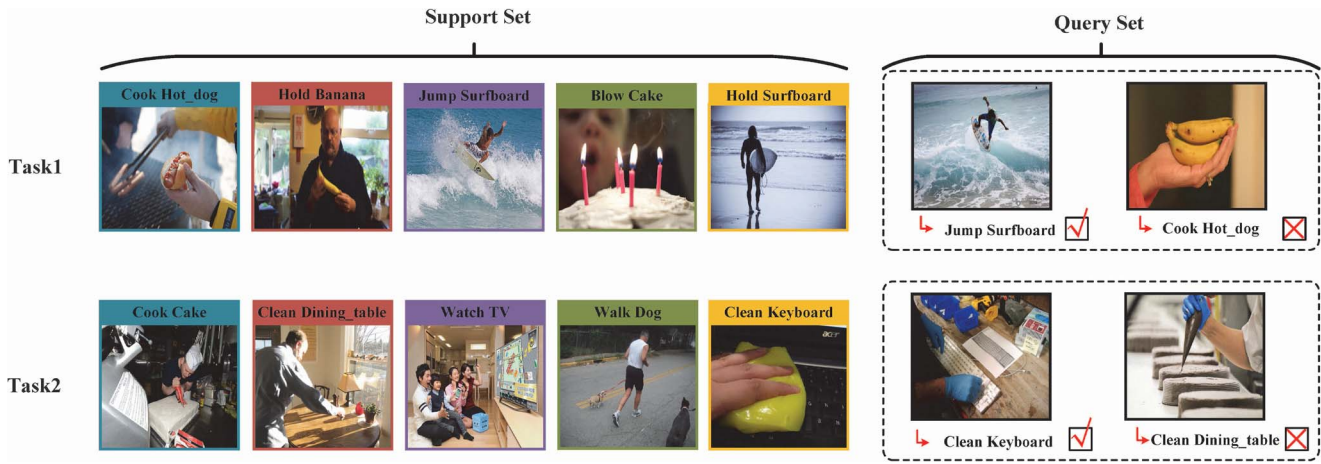 Support Set
Query Set
Task1
Cook Hot_dog
Hold Banana
Jump Surfboard
Blow Cake
Hold Surfboard
Jump Surfboard
Cook Hot_dog
Task2
Cook Cake
Clean Dining_table
Watch TV
Walk Dog
Clean Keyboard
acer
Clean Keyboard
Clean Dining_table